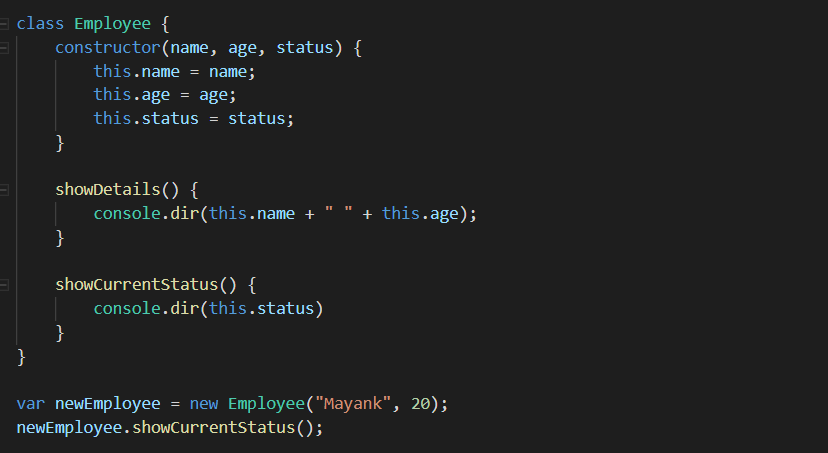 class Employee {
    constructor(name, age, status) {
        this.name = name;
        this.age = age;
        this.status = status;
    }

    showDetails() {
        console.dir(this.name + " " + this.age);
    }

    showCurrentStatus() {
        console.dir(this.status)
    }
}

var newEmployee = new Employee("Mayank", 20);
newEmployee.showCurrentStatus();